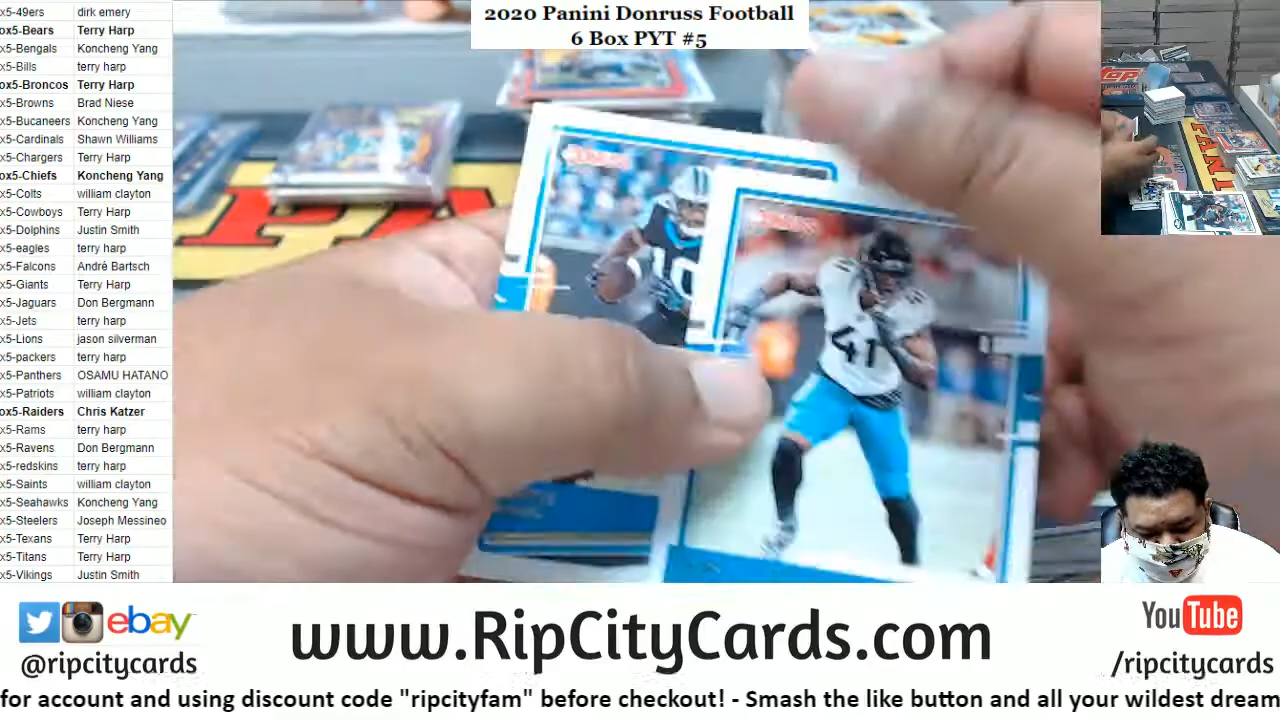 2020 Panini Donruss Football
6 Box PYT #5
x5-49ers dirk emery
ox5-Bears Terry Harp
x5-Bengals Koncheng Yang
x5-Bills terry harp
ox5-Broncos Terry Harp
x5-Browns Brad Niese
x5-Bucaneers Koncheng Yang
x5-Cardinals Shawn Williams
x5-Chargers Terry Harp
ox5-Chiefs Koncheng Yang
x5-Colts william clayton
x5-Cowboys Terry Harp
x5-Dolphins Justin Smith
x5-eagles terry harp
x5-Falcons André Bartsch
x5-Giants Terry Harp
x5-Jaguars Don Bergmann
x5-Jets terry harp
x5-Lions jason silverman
x5-packers terry harp
x5-Panthers OSAMU HATANO
x5-Patriots william clayton
ox5-Raiders Chris Katzer
x5-Rams terry harp
x5-Ravens Don Bergmann
x5-redskins terry harp
x5-Saints william clayton
x5-Seahawks Koncheng Yang
x5-Steelers Joseph Messineo
x5-Texans Terry Harp
x5-Titans Terry Harp
x5-Vikings Justin Smith
10
41
ebay
@ripcitycards
www.RipCityCards.com
YouTube
/ripcitycards
for account and using discount code "ripcityfam" before checkout! - Smash the like button and all your wildest dream